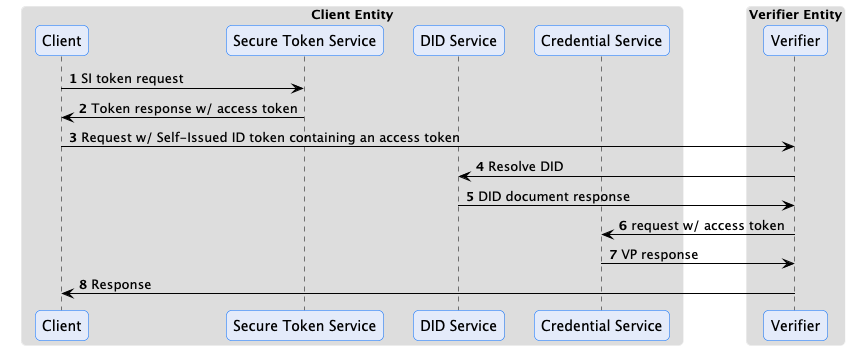 Client Entity
Verifier Entity
Client
Secure Token Service
DID Service
Credential Service
Verifier
1 SI token request
2 Token response w/ access token
3 Request w/ Self-Issued ID token containing an access token
4 Resolve DID
5 DID document response
6 request w/ access token
7 VP response
8 Response
Client
Secure Token Service
DID Service
Credential Service
Verifier